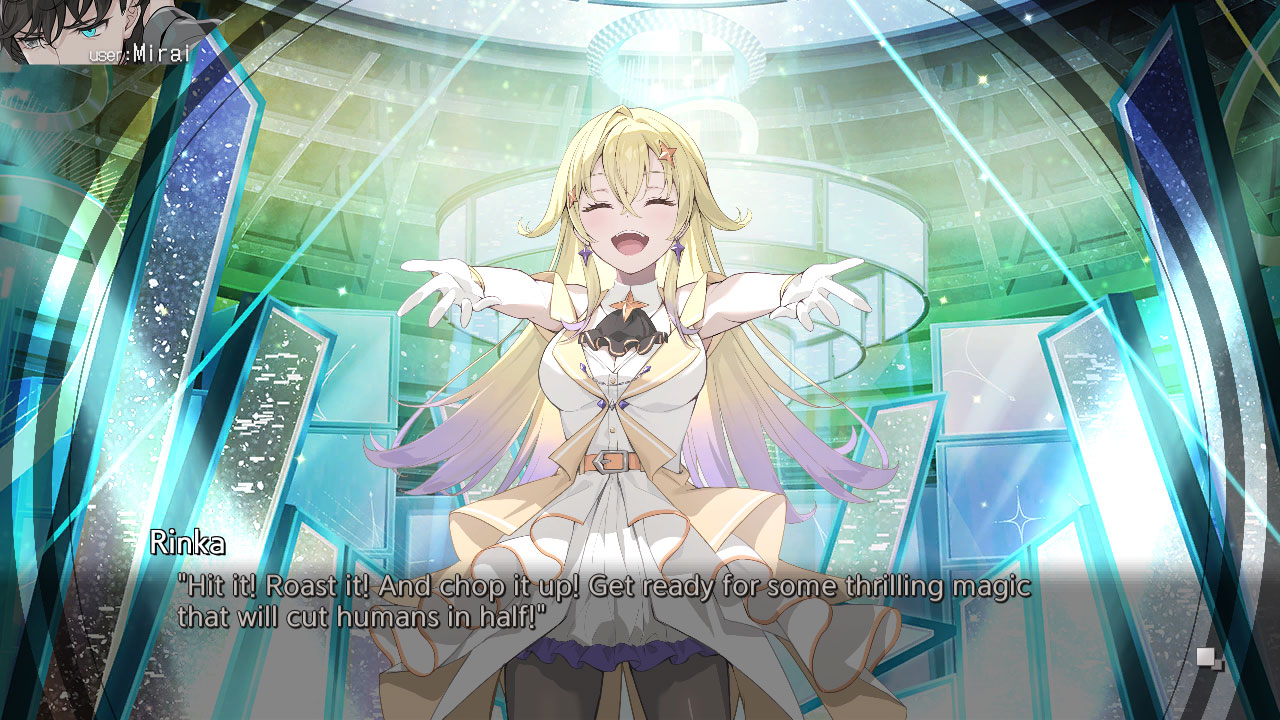 user:Mirai
Rinka
"Hit it! Roast it! And chop it up! Get ready for some thrilling magic
that will cut humans in half!"